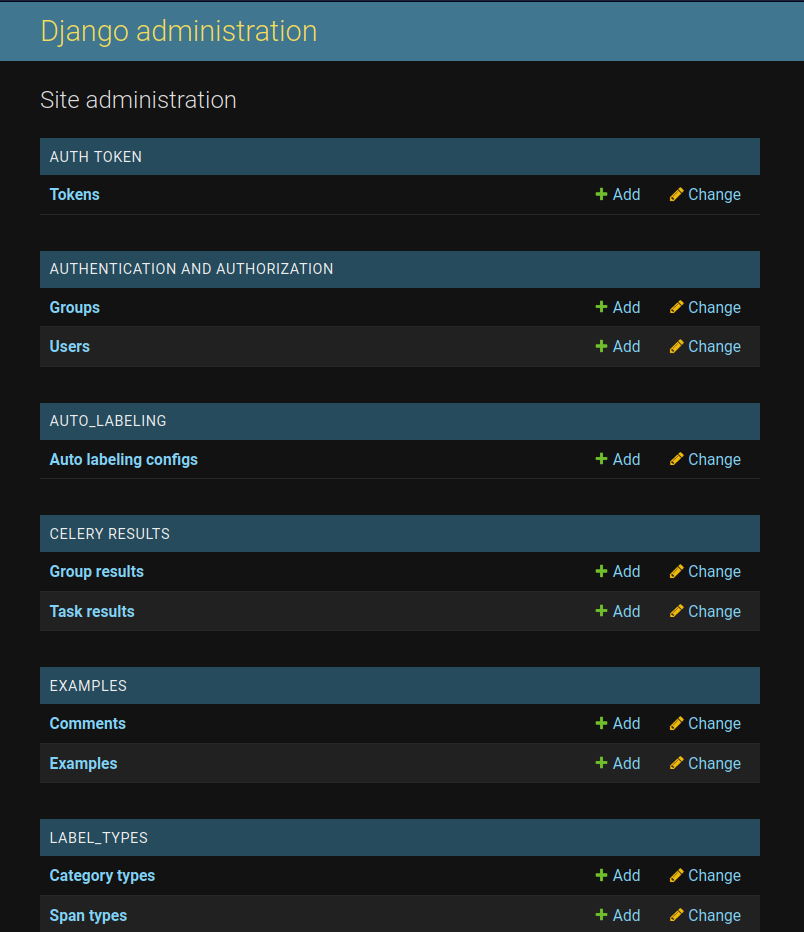 Django administration
Site administration
AUTH TOKEN
Tokens Add Change
AUTHENTICATION AND AUTHORIZATION
Groups Add Change
Users Add Change
AUTO_LABELING
Auto labeling configs Add Change
CELERY RESULTS
Group results Add Change
Task results Add Change
EXAMPLES
Comments Add Change
Examples Add Change
LABEL_TYPES
Category types Add Change
Span types Add Change